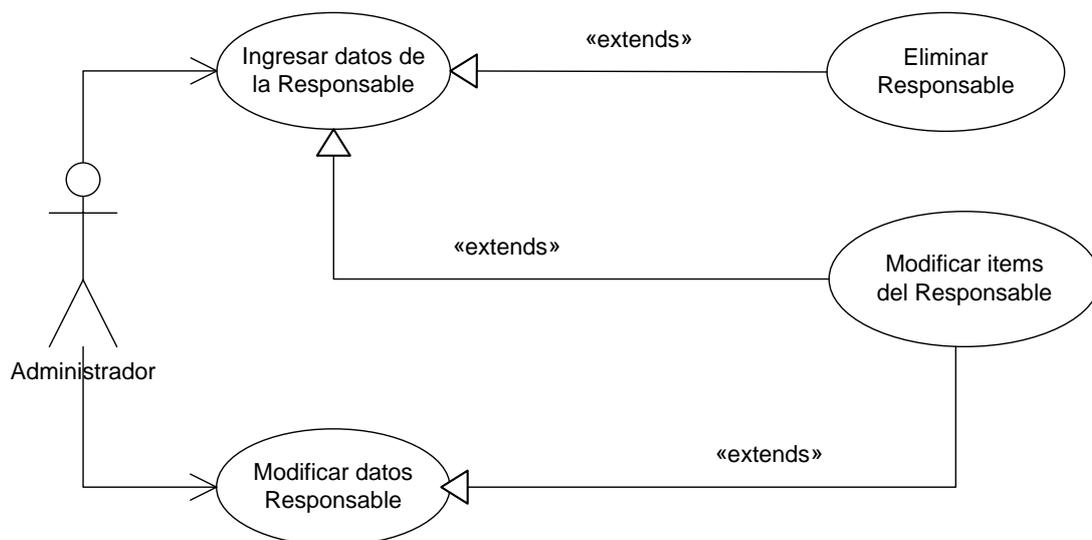 Ingresar datos de
la Responsable
«extends»
Eliminar
Responsable
«extends»
Modificar items
del Responsable
Administrador
«extends»
Modificar datos
Responsable